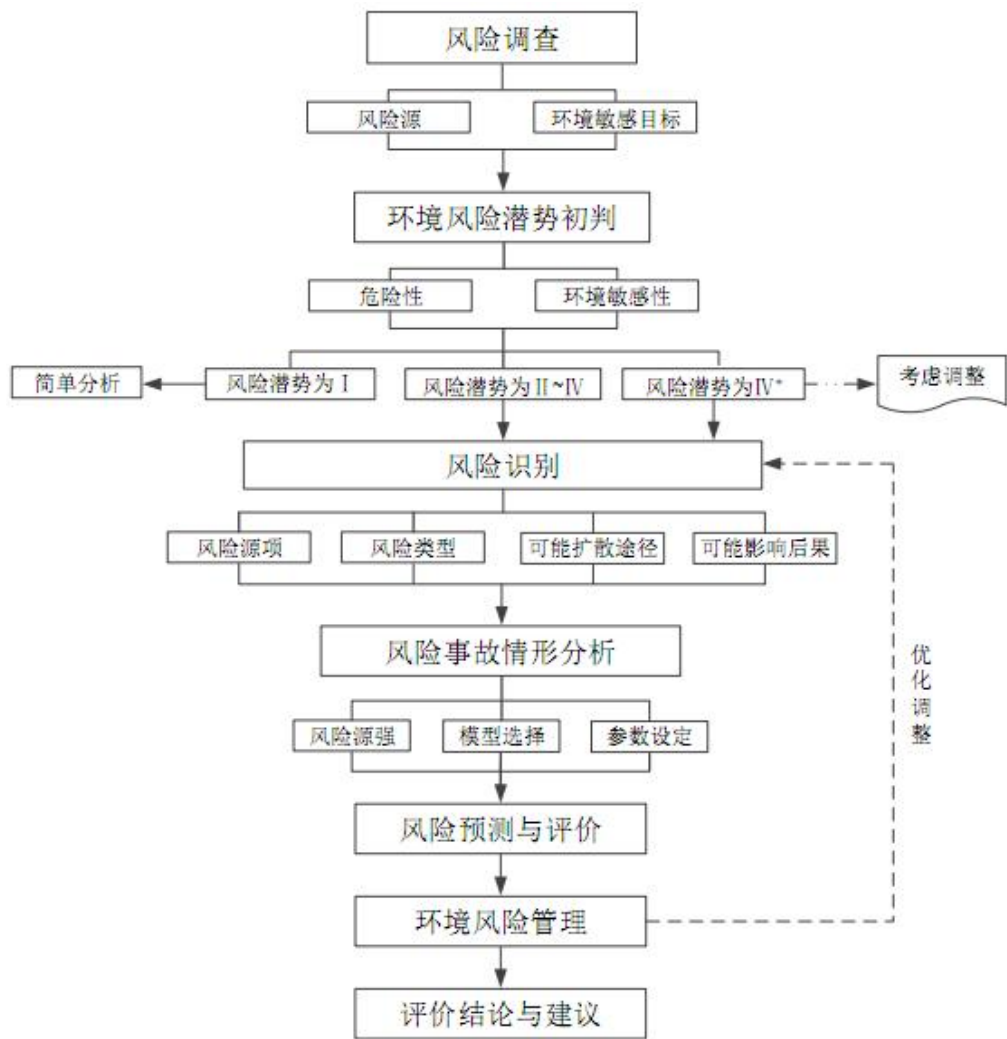 风险调查
风险源
环境敏感目标
环境风险潜势初判
危险性
环境敏感性
简单分析
风险潜势为Ⅰ
风险潜势为Ⅱ~Ⅳ
风险潜势为Ⅳ+
考虑调整
风险识别
风险源项
风险类型
可能扩散途径
可能影响后果
风险事故情形分析
风险源强
模型选择
参数设定
优化调整
风险预测与评价
环境风险管理
评价结论与建议